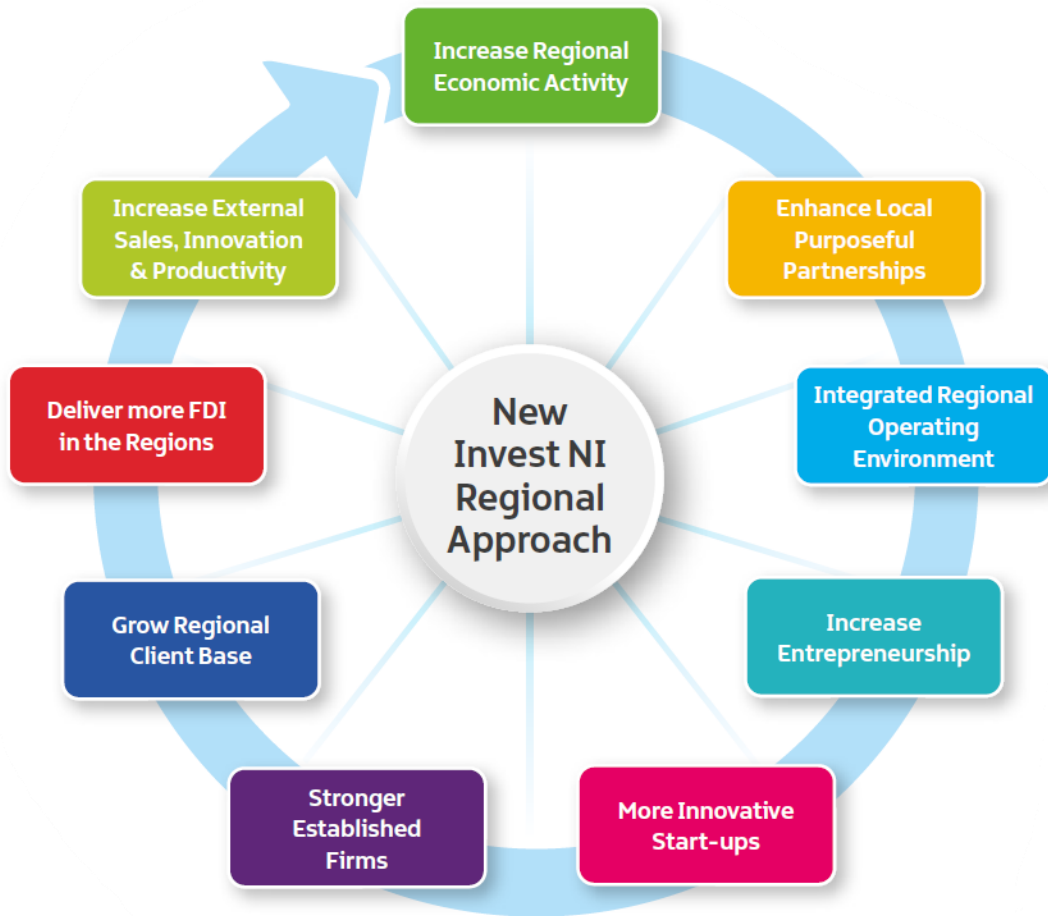 Increase Regional
Economic Activity
Enhance Local
Purposeful
Partnerships
Integrated Regional
Operating
Environment
Increase
Entrepreneurship
More Innovative
Start-ups
Stronger
Established
Firms
Grow Regional
Client Base
Deliver more FDI
in the Regions
Increase External
Sales, Innovation
& Productivity
New
Invest NI
Regional
Approach